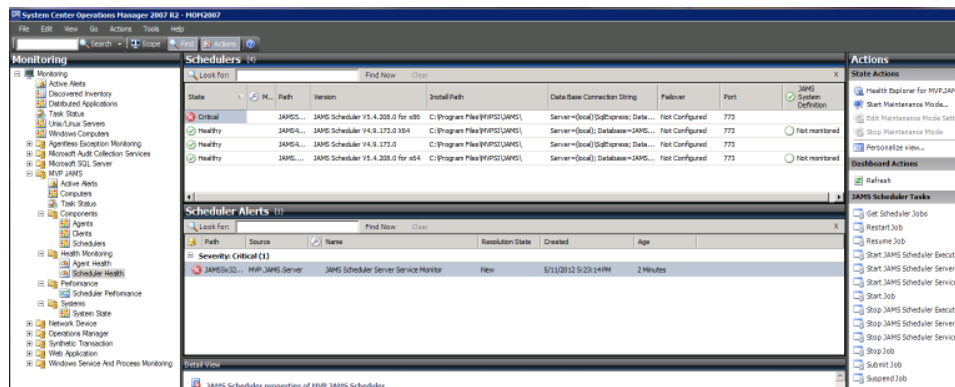 System Center Operations Manager 2007 R2 - MOM2007
File Edit View Go Actions Tools Help
Search Scope Find Actions
Monitoring
Monitoring
Active Alerts
Discovered Inventory
Distributed Applications
Task Status
Unix/Linux Servers
Windows Computers
Agentless Exception Monitoring
Microsoft Audit Collection Services
Microsoft SQL Server
MVP JAMS
Active Alerts
Computers
Task Status
Components
Agents
Clients
Schedulers
Health Monitoring
Agent Health
Scheduler Health
Performance
Scheduler Performance
Systems
System State
Network Device
Operations Manager
Synthetic Transaction
Web Application
Windows Service And Process Monitoring
Schedulers (4)
Look for: Find Now Clear X
State M... Path Version Install Path Data Base Connection String Failover Port JAMS System Definition
Critical JAMSS... JAMS Scheduler V5.4.208.0 for x86 C:\Program Files\MVPSI\JAMS\ Server=(local)\SqlExpress; Data... Not Configured 773
Healthy JAMS4... JAMS Scheduler V4.9.173.0 X64 C:\Program Files\MVPSI\JAMS\ Server=(local); Database=JAMS... Not Configured 773 Not monitored
Healthy JAMS4... JAMS Scheduler V4.9.173.0 C:\Program Files\MVPSI\JAMS\ Server=(local)\SqlExpress; Data... Not Configured 773
Healthy JAMS.... JAMS Scheduler V5.4.208.0 for x64 C:\Program Files\MVPSI\JAMS\ Server=(local); Database=JAMS... Not Configured 773 Not monitored
Scheduler Alerts (1)
Look for: Find Now Clear X
Path Source Name Resolution State Created Age
Severity: Critical (1)
JAMSSx32... MVP.JAMS.Server JAMS Scheduler Server Service Monitor New 5/11/2012 5:23:14 PM 2 Minutes
Detail View
JAMS Scheduler properties of MVP JAMS Scheduler
Actions
State Actions
Health Explorer for MVP.JAM
Start Maintenance Mode...
Edit Maintenance Mode Sett
Stop Maintenance Mode
Personalize view...
Dashboard Actions
Refresh
JAMS Scheduler Tasks
Get Scheduler Jobs
Restart Job
Resume Job
Start JAMS Scheduler Execut
Start JAMS Scheduler Server
Start JAMS Scheduler Service
Start Job
Stop JAMS Scheduler Execut
Stop JAMS Scheduler Server
Stop JAMS Scheduler Service
Stop Job
Submit Job
Suspend Job